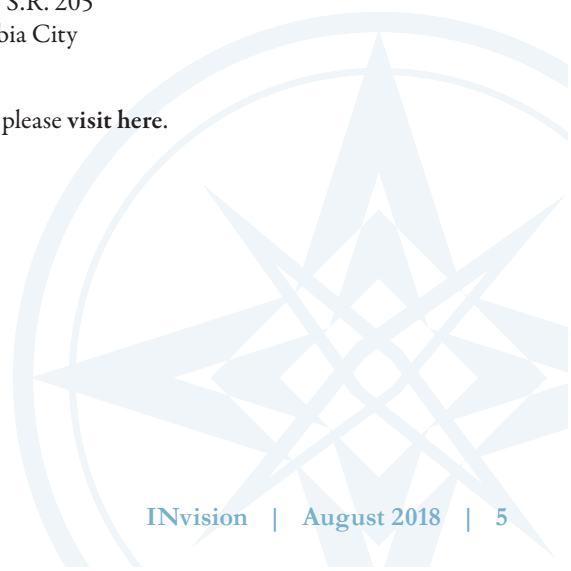 S.R. 205
bia City
please visit here.
INvision | August 2018 | 5